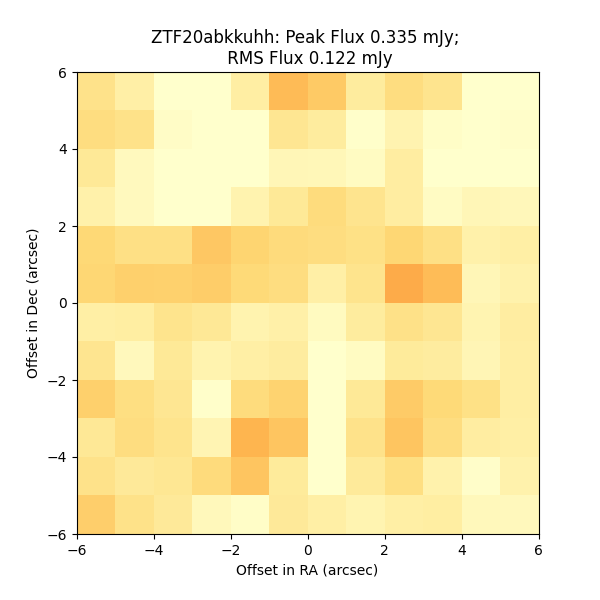 ZTF20abkkuhh: Peak Flux 0.335 mJy;
RMS Flux 0.122 mJy
6
4
2
0
−2
−4
−6
Offset in Dec (arcsec)
−6 −4 −2 0 2 4 6
Offset in RA (arcsec)